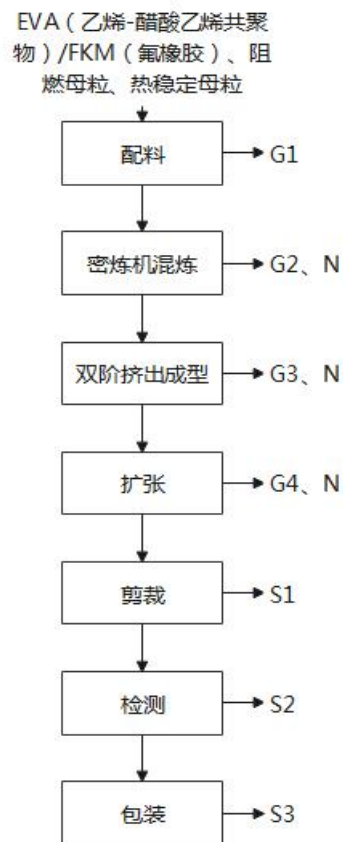 EVA（乙烯-醋酸乙烯共聚
物）/FKM（氟橡胶）、阻
燃母粒、热稳定母粒
配料
G1
密炼机混炼
G2、N
双阶挤出成型
G3、N
扩张
G4、N
剪裁
S1
检测
S2
包装
S3